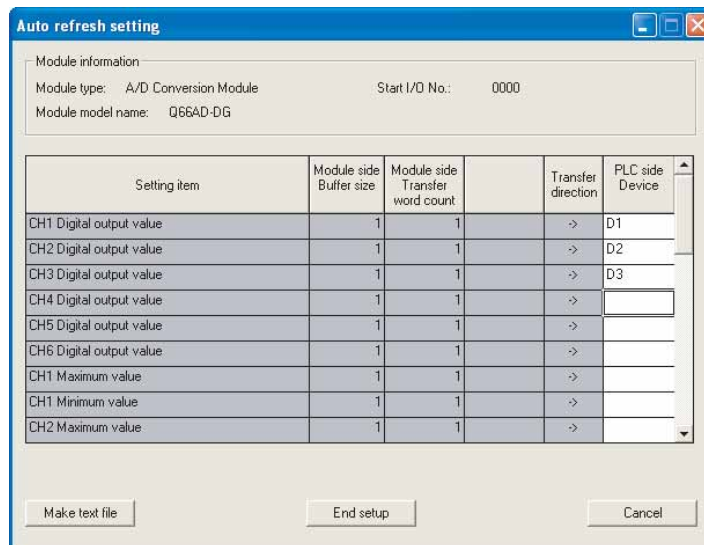 Auto refresh setting
Module information
Module type: A/D Conversion Module Start I/O No.: 0000
Module model name: Q66AD-DG
Setting item Module side Buffer size Module side Transfer word count Transfer direction PLC side Device
CH1 Digital output value 1 1 -> D1
CH2 Digital output value 1 1 -> D2
CH3 Digital output value 1 1 -> D3
CH4 Digital output value 1 1 ->
CH5 Digital output value 1 1 ->
CH6 Digital output value 1 1 ->
CH1 Maximum value 1 1 ->
CH1 Minimum value 1 1 ->
CH2 Maximum value 1 1 ->
Make text file End setup Cancel